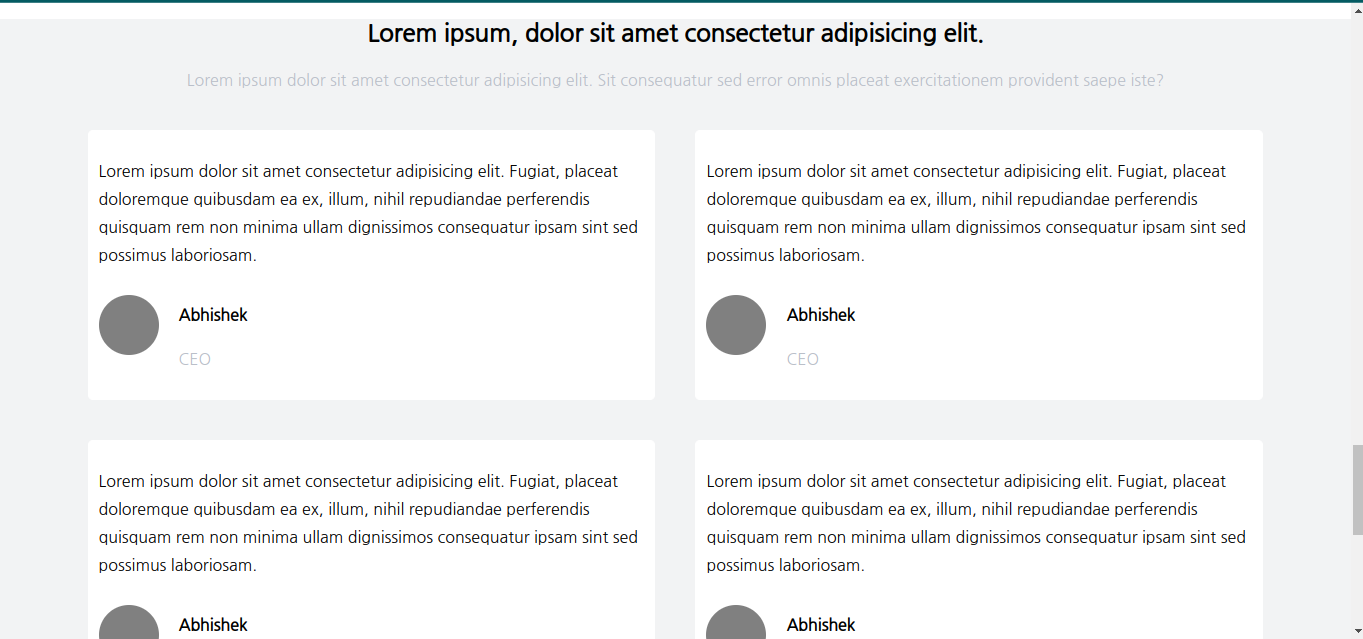 Lorem ipsum, dolor sit amet consectetur adipisicing elit.
Lorem ipsum dolor sit amet consectetur adipisicing elit. Sit consequatur sed error omnis placeat exercitationem provident saepe iste?
Lorem ipsum dolor sit amet consectetur adipisicing elit. Fugiat, placeat
doloremque quibusdam ea ex, illum, nihil repudiandae perferendis
quisquam rem non minima ullam dignissimos consequatur ipsam sint sed
possimus laboriosam.
Abhishek
CEO
Lorem ipsum dolor sit amet consectetur adipisicing elit. Fugiat, placeat
doloremque quibusdam ea ex, illum, nihil repudiandae perferendis
quisquam rem non minima ullam dignissimos consequatur ipsam sint sed
possimus laboriosam.
Abhishek
CEO
Lorem ipsum dolor sit amet consectetur adipisicing elit. Fugiat, placeat
doloremque quibusdam ea ex, illum, nihil repudiandae perferendis
quisquam rem non minima ullam dignissimos consequatur ipsam sint sed
possimus laboriosam.
Abhishek
Lorem ipsum dolor sit amet consectetur adipisicing elit. Fugiat, placeat
doloremque quibusdam ea ex, illum, nihil repudiandae perferendis
quisquam rem non minima ullam dignissimos consequatur ipsam sint sed
possimus laboriosam.
Abhishek